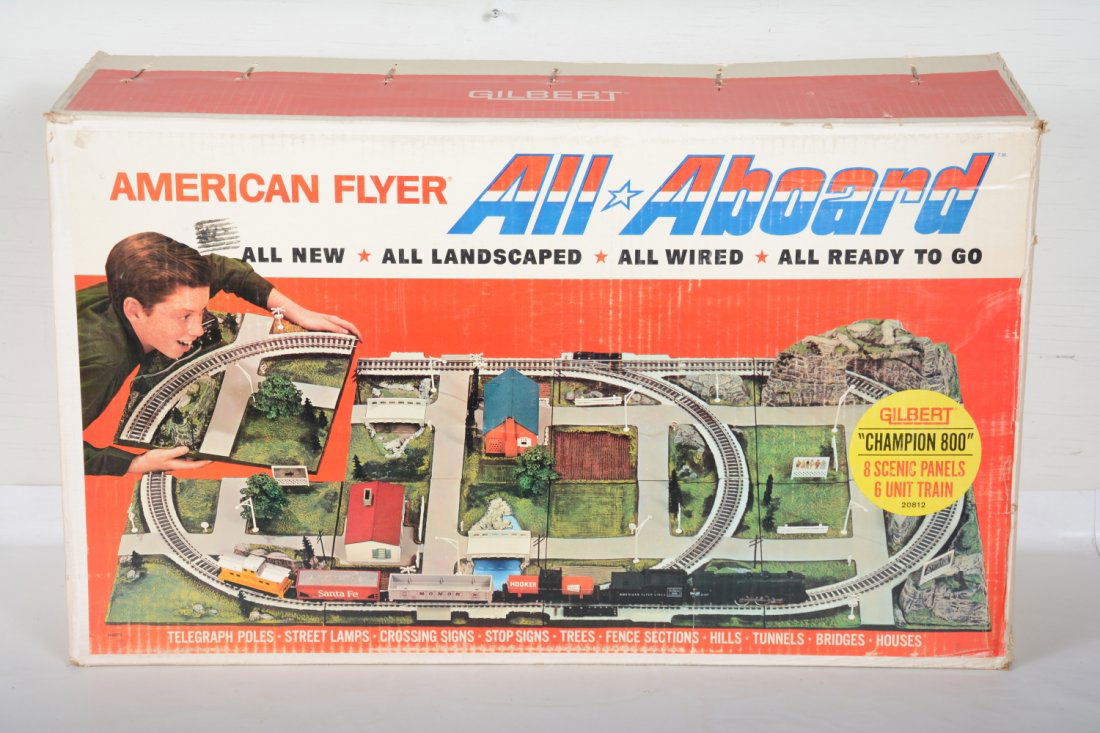 GILBERT
AMERICAN FLYER All Aboard ™
ALL NEW ★ ALL LANDSCAPED ★ ALL WIRED ★ ALL READY TO GO
GILBERT
"CHAMPION 800"
8 SCENIC PANELS
6 UNIT TRAIN
20812
Santa Fe
MONON
HOOKER
AMERICAN FLYER LINES
TELEGRAPH POLES · STREET LAMPS · CROSSING SIGNS · STOP SIGNS · TREES · FENCE SECTIONS · HILLS · TUNNELS · BRIDGES · HOUSES